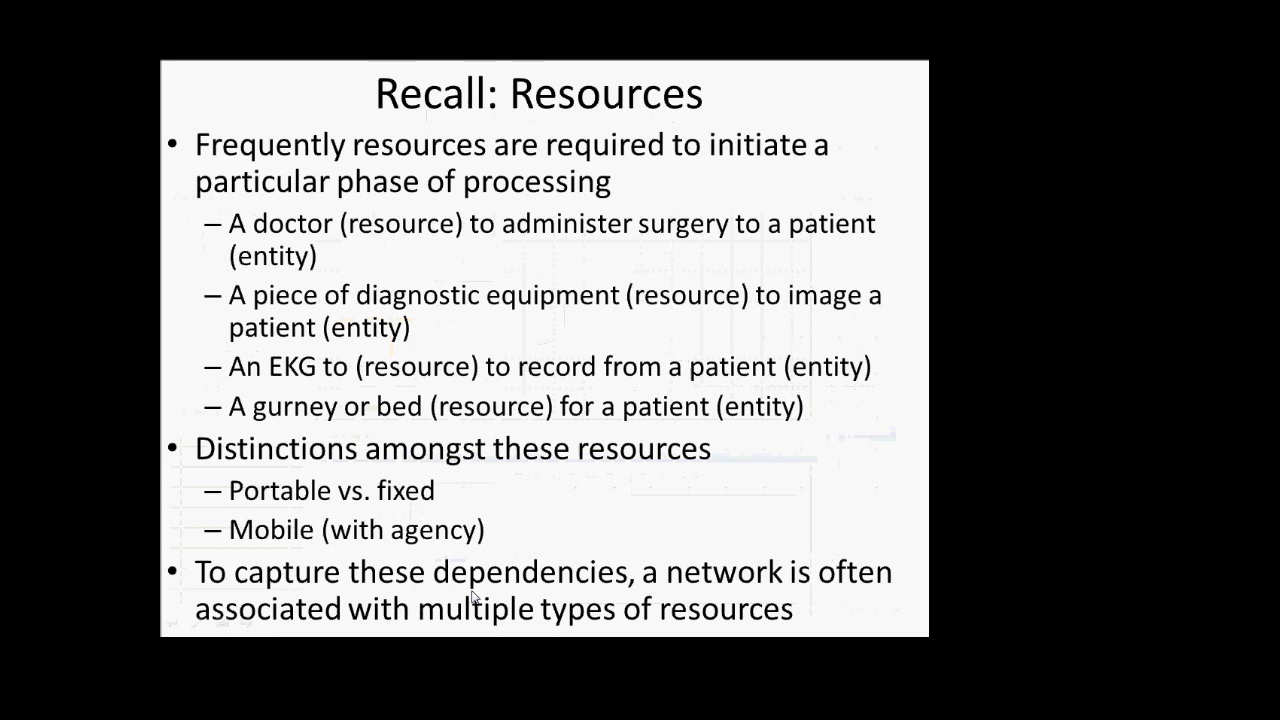 Recall: Resources
• Frequently resources are required to initiate a
particular phase of processing
– A doctor (resource) to administer surgery to a patient
(entity)
– A piece of diagnostic equipment (resource) to image a
patient (entity)
– An EKG to (resource) to record from a patient (entity)
– A gurney or bed (resource) for a patient (entity)
• Distinctions amongst these resources
– Portable vs. fixed
– Mobile (with agency)
• To capture these dependencies, a network is often
associated with multiple types of resources